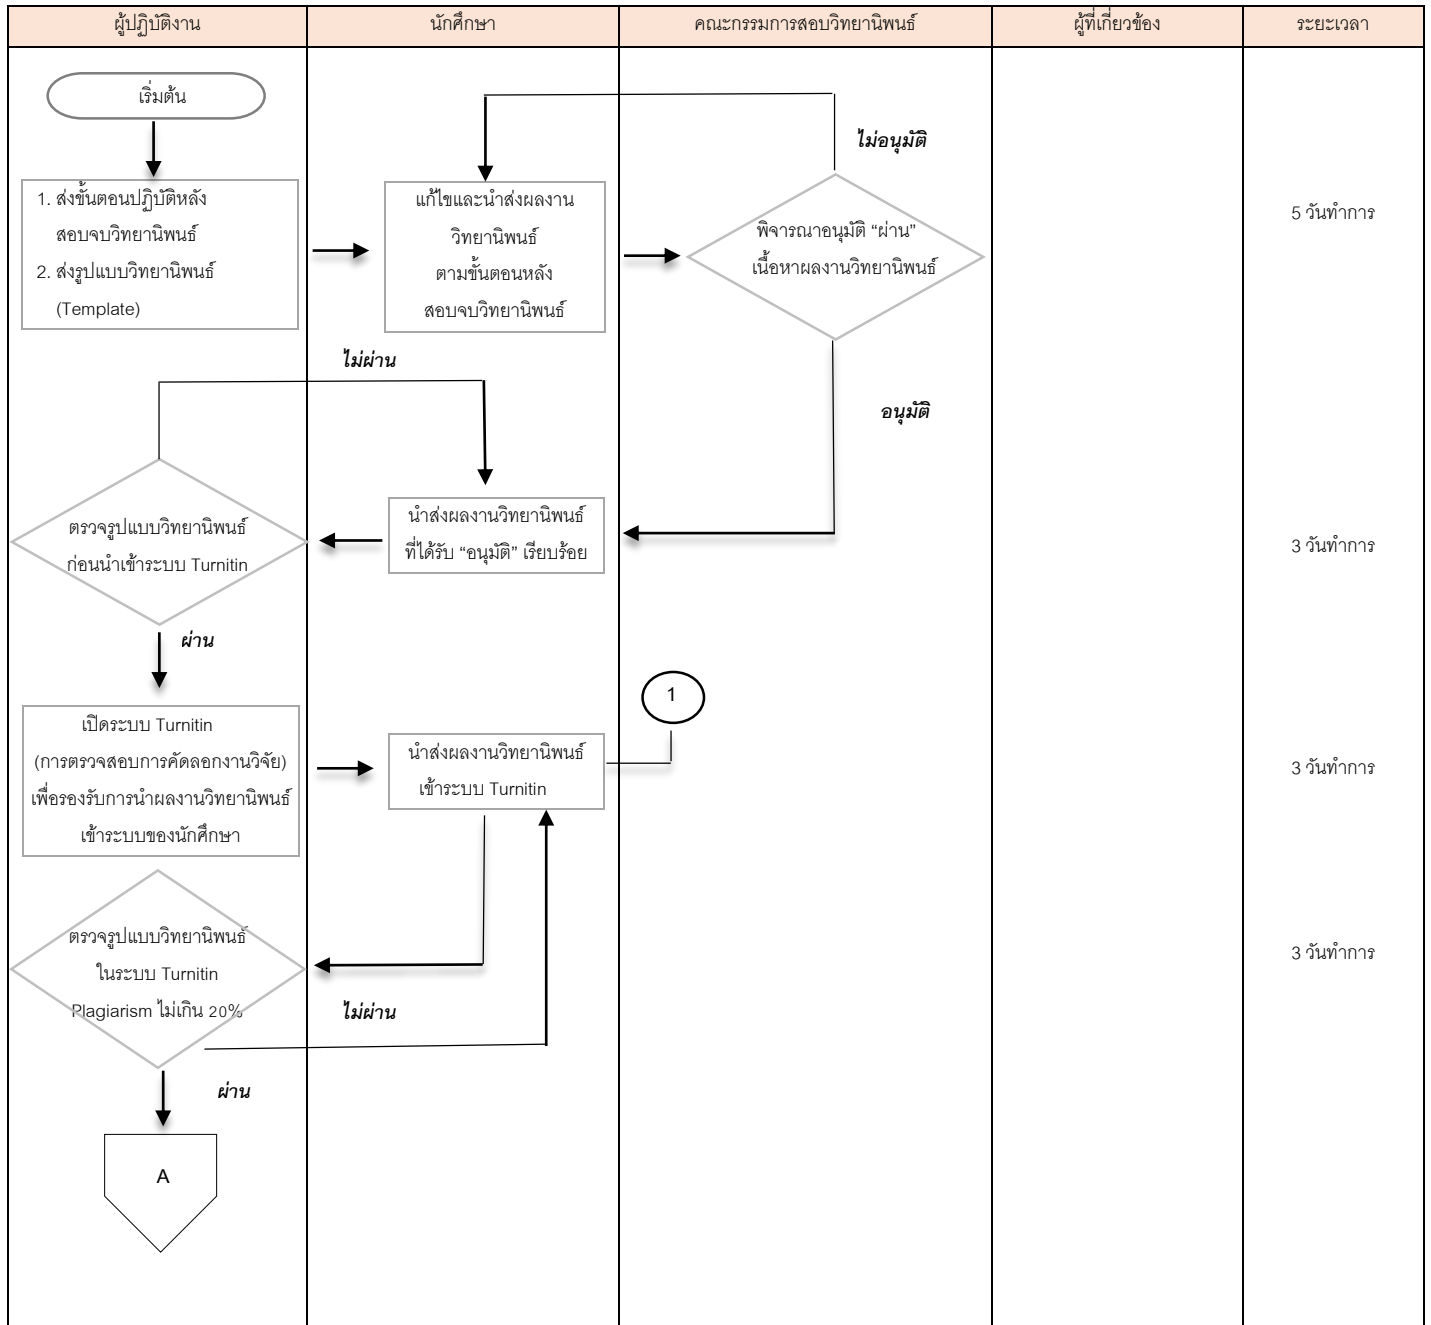 ผู้ปฏิบัติงาน
นักศึกษา
คณะกรรมการสอบวิทยานิพนธ์
ผู้ที่เกี่ยวข้อง
ระยะเวลา
เริ่มต้น
ไม่อนุมัติ
1. ส่งขั้นตอนปฏิบัติหลัง
สอบจบวิทยานิพนธ์
2. ส่งรูปแบบวิทยานิพนธ์
(Template)
แก้ไขและนำส่งผลงาน
วิทยานิพนธ์
ตามขั้นตอนหลัง
สอบจบวิทยานิพนธ์
พิจารณาอนุมัติ “ผ่าน”
เนื้อหาผลงานวิทยานิพนธ์
5 วันทำการ
ไม่ผ่าน
อนุมัติ
ตรวจรูปแบบวิทยานิพนธ์
ก่อนนำเข้าระบบ Turnitin
นำส่งผลงานวิทยานิพนธ์
ที่ได้รับ “อนุมัติ” เรียบร้อย
3 วันทำการ
ผ่าน
1
เปิดระบบ Turnitin
(การตรวจสอบการคัดลอกงานวิจัย)
เพื่อรองรับการนำผลงานวิทยานิพนธ์
เข้าระบบของนักศึกษา
นำส่งผลงานวิทยานิพนธ์
เข้าระบบ Turnitin
3 วันทำการ
ตรวจรูปแบบวิทยานิพนธ์
ในระบบ Turnitin
Plagiarism ไม่เกิน 20%
3 วันทำการ
ไม่ผ่าน
ผ่าน
A